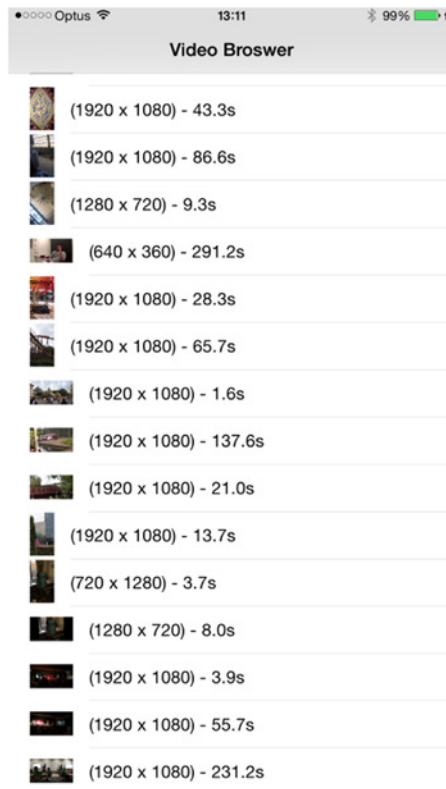 Optus 13:11 99%
Video Broswer
(1920 x 1080) - 43.3s
(1920 x 1080) - 86.6s
(1280 x 720) - 9.3s
(640 x 360) - 291.2s
(1920 x 1080) - 28.3s
(1920 x 1080) - 65.7s
(1920 x 1080) - 1.6s
(1920 x 1080) - 137.6s
(1920 x 1080) - 21.0s
(1920 x 1080) - 13.7s
(720 x 1280) - 3.7s
(1280 x 720) - 8.0s
(1920 x 1080) - 3.9s
(1920 x 1080) - 55.7s
(1920 x 1080) - 231.2s